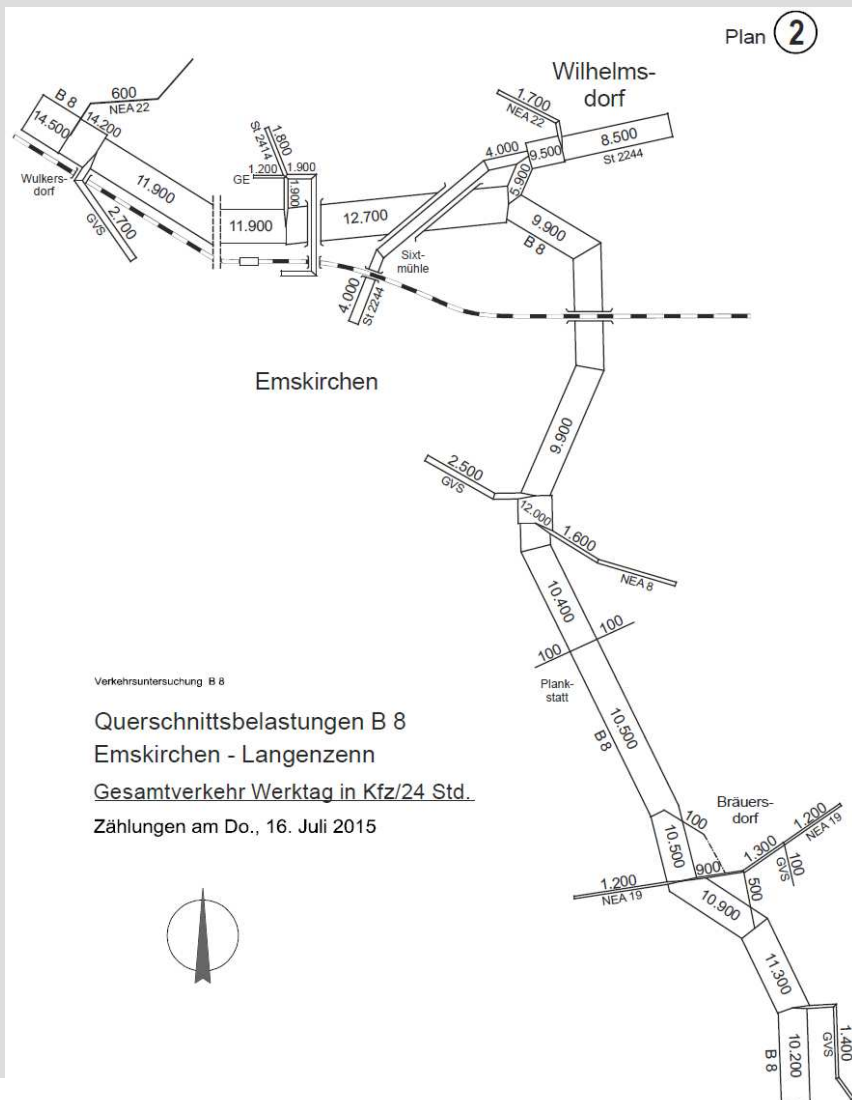 Plan 2
Wilhelms-
dorf
B 8
600
NEA 22
14.500
14.200
Wulkers-
dorf
11.900
GVS
2.700
St 2414
1.800
1.200
1.900
GE
1.900
11.900
12.700
4.000
1.700
NEA 22
9.500
8.500
St 2244
5.900
9.900
B 8
Sixt-
mühle
4.000
St 2244
Emskirchen
9.900
2.500
GVS
12.000
1.600
NEA 8
10.400
100
100
Plank-
statt
10.500
B 8
Verkehrsuntersuchung B 8
Querschnittsbelastungen B 8
Emskirchen - Langenzenn
Gesamtverkehr Werktag in Kfz/24 Std.
Zählungen am Do., 16. Juli 2015
Bräuers-
dorf
100
10.500
900
1.300
1.200
NEA 19
100
GVS
1.200
NEA 19
500
10.900
11.300
B 8
10.200
GVS
1.400